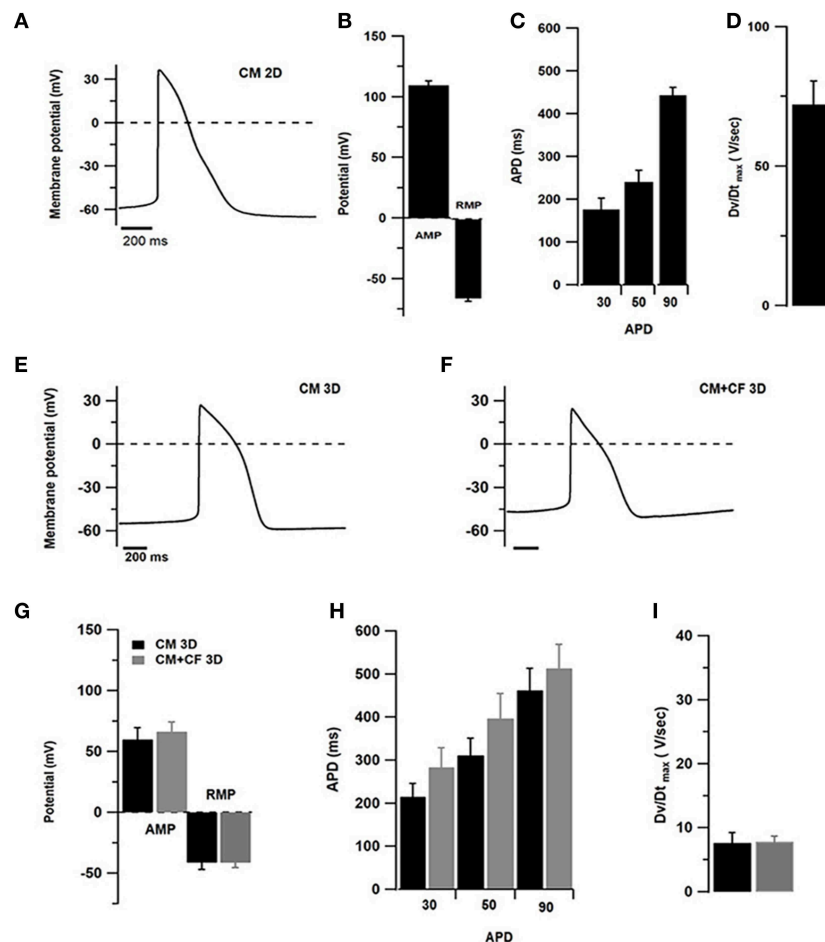 A
CM 2D
Membrane potential (mV)
30
0
-30
-60
200 ms
B
Potential (mV)
150
100
50
0
-50
AMP
RMP
C
APD (ms)
600
500
400
300
200
100
0
30 50 90
APD
D
Dv/Dt max ( V/sec)
100
50
0
E
CM 3D
Membrane potential (mV)
30
0
-30
-60
200 ms
F
CM+CF 3D
30
0
-30
-60
G
Potential (mV)
150
100
50
0
-50
CM 3D
CM+CF 3D
RMP
AMP
H
APD (ms)
600
500
400
300
200
100
0
30 50 90
APD
I
Dv/Dt max ( V/sec)
40
30
20
10
0